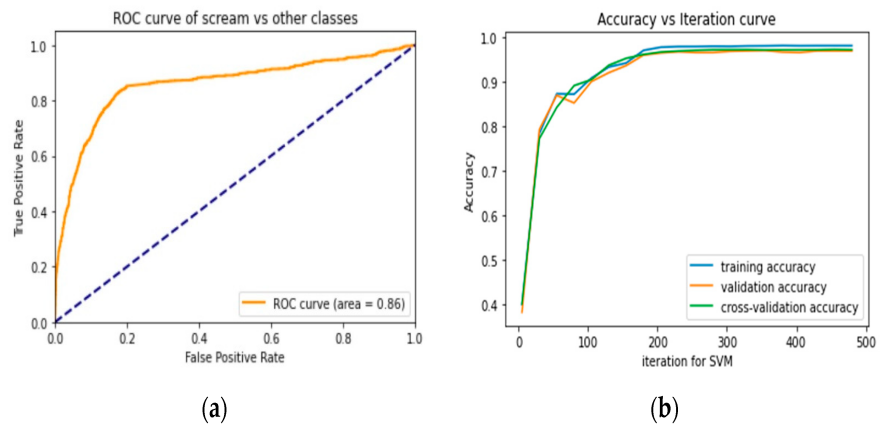 ROC curve of scream vs other classes
True Positive Rate
1.0
0.8
0.6
0.4
0.2
0.0
0.0 0.2 0.4 0.6 0.8 1.0
False Positive Rate
ROC curve (area = 0.86)
(a)
Accuracy vs Iteration curve
Accuracy
1.0
0.9
0.8
0.7
0.6
0.5
0.4
0 100 200 300 400 500
iteration for SVM
training accuracy
validation accuracy
cross-validation accuracy
(b)